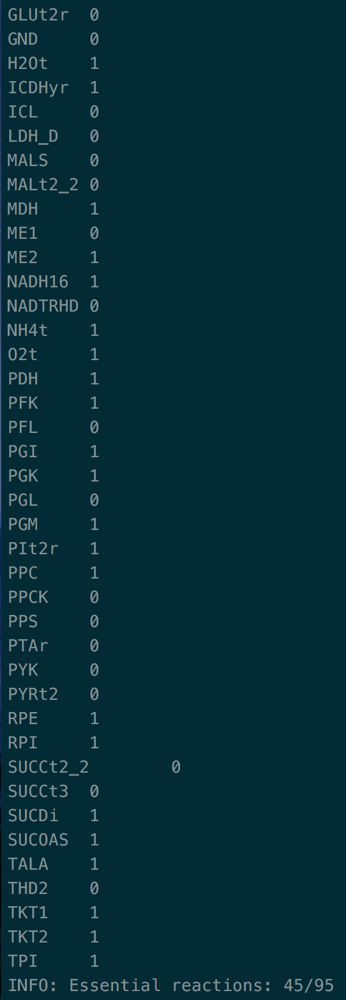 GLUt2r 0
GND 0
H2Ot 1
ICDHyr 1
ICL 0
LDH_D 0
MALS 0
MALt2_2 0
MDH 1
ME1 0
ME2 1
NADH16 1
NADTRHD 0
NH4t 1
O2t 1
PDH 1
PFK 1
PFL 0
PGI 1
PGK 1
PGL 0
PGM 1
PIt2r 1
PPC 1
PPCK 0
PPS 0
PTAr 0
PYK 0
PYRt2 0
RPE 1
RPI 1
SUCCt2_2 0
SUCCt3 0
SUCDi 1
SUCOAS 1
TALA 1
THD2 0
TKT1 1
TKT2 1
TPI 1
INFO: Essential reactions: 45/95